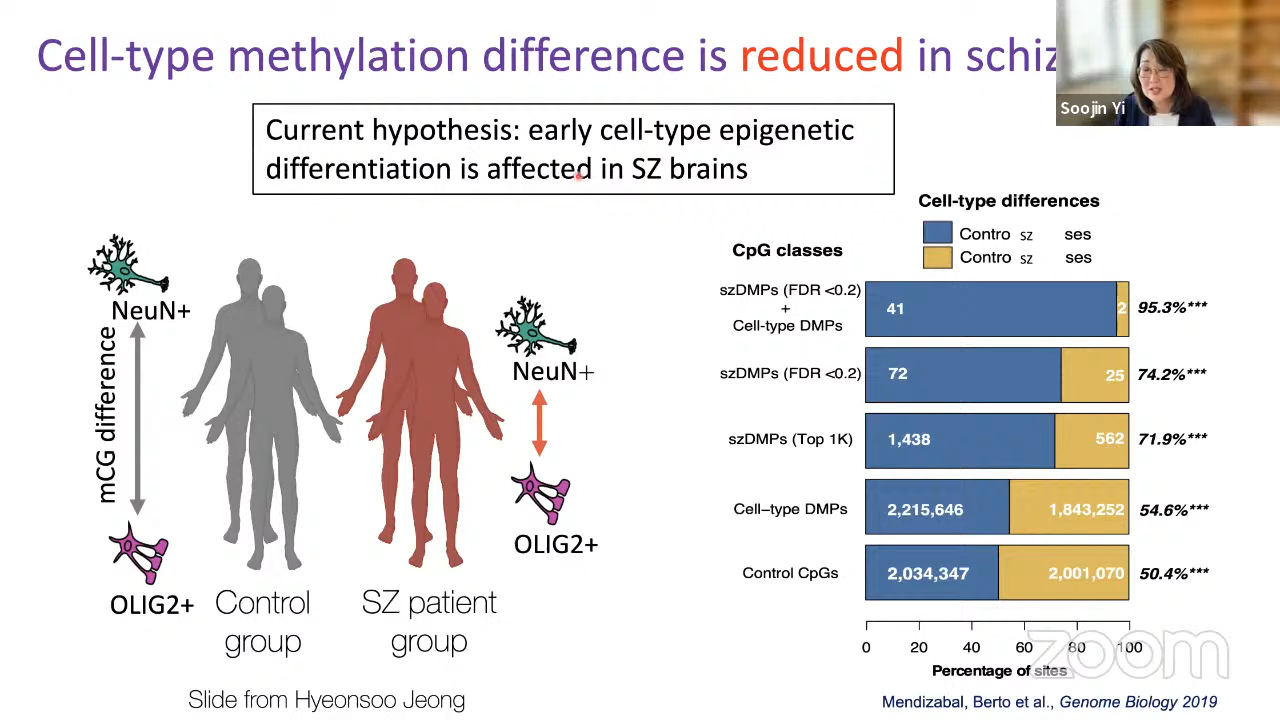 Cell-type methylation difference is reduced in schiz
Soojin Yi
Current hypothesis: early cell-type epigenetic
differentiation is affected in SZ brains
NeuN+
mCG difference
OLIG2+
Control
group
SZ patient
group
NeuN+
OLIG2+
Slide from Hyeonsoo Jeong
Cell-type differences
Contro SZ ses
Contro SZ ses
CpG classes
szDMPs (FDR <0.2)
+
Cell-type DMPs
41 2 95.3%***
szDMPs (FDR <0.2) 72 25 74.2%***
szDMPs (Top 1K) 1,438 562 71.9%***
Cell–type DMPs 2,215,646 1,843,252 54.6%***
Control CpGs 2,034,347 2,001,070 50.4%***
0 20 40 60 80 100
Percentage of sites
zoom
Mendizabal, Berto et al., Genome Biology 2019